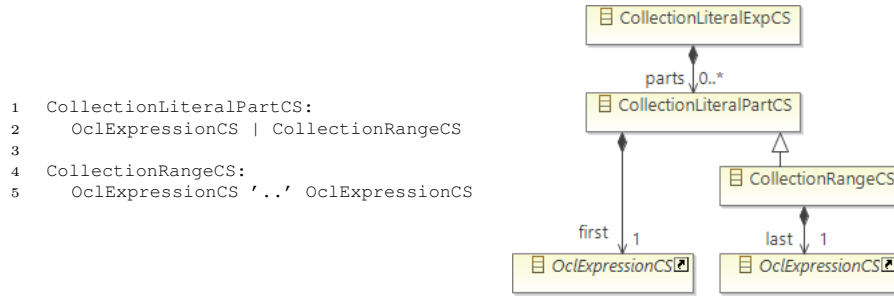 1 CollectionLiteralPartCS:
2 OclExpressionCS | CollectionRangeCS
3
4 CollectionRangeCS:
5 OclExpressionCS '..' OclExpressionCS
CollectionLiteralExpCS
parts 0..*
CollectionLiteralPartCS
CollectionRangeCS
first 1
last 1
OclExpressionCS
OclExpressionCS